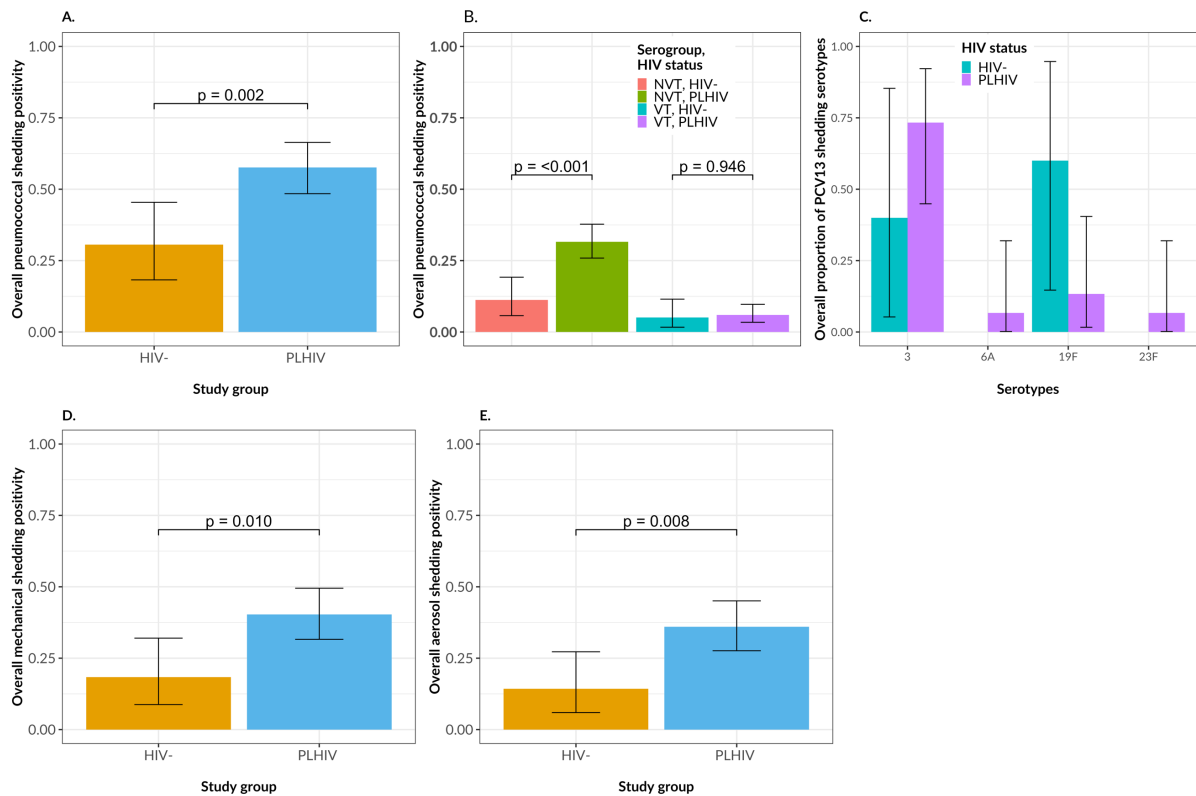 A.
Overall pneumococcal shedding positivity
1.00
0.75
0.50
0.25
0.00
p = 0.002
HIV-
PLHIV
Study group
B.
Overall pneumococcal shedding positivity
1.00
0.75
0.50
0.25
0.00
Serogroup,
HIV status
NVT, HIV-
NVT, PLHIV
VT, HIV-
VT, PLHIV
p = <0.001
p = 0.946
C.
Overall proportion of PCV13 shedding serotypes
1.00
0.75
0.50
0.25
0.00
HIV status
HIV-
PLHIV
3
6A
19F
23F
Serotypes
D.
Overall mechanical shedding positivity
1.00
0.75
0.50
0.25
0.00
p = 0.010
HIV-
PLHIV
Study group
E.
Overall aerosol shedding positivity
1.00
0.75
0.50
0.25
0.00
p = 0.008
HIV-
PLHIV
Study group